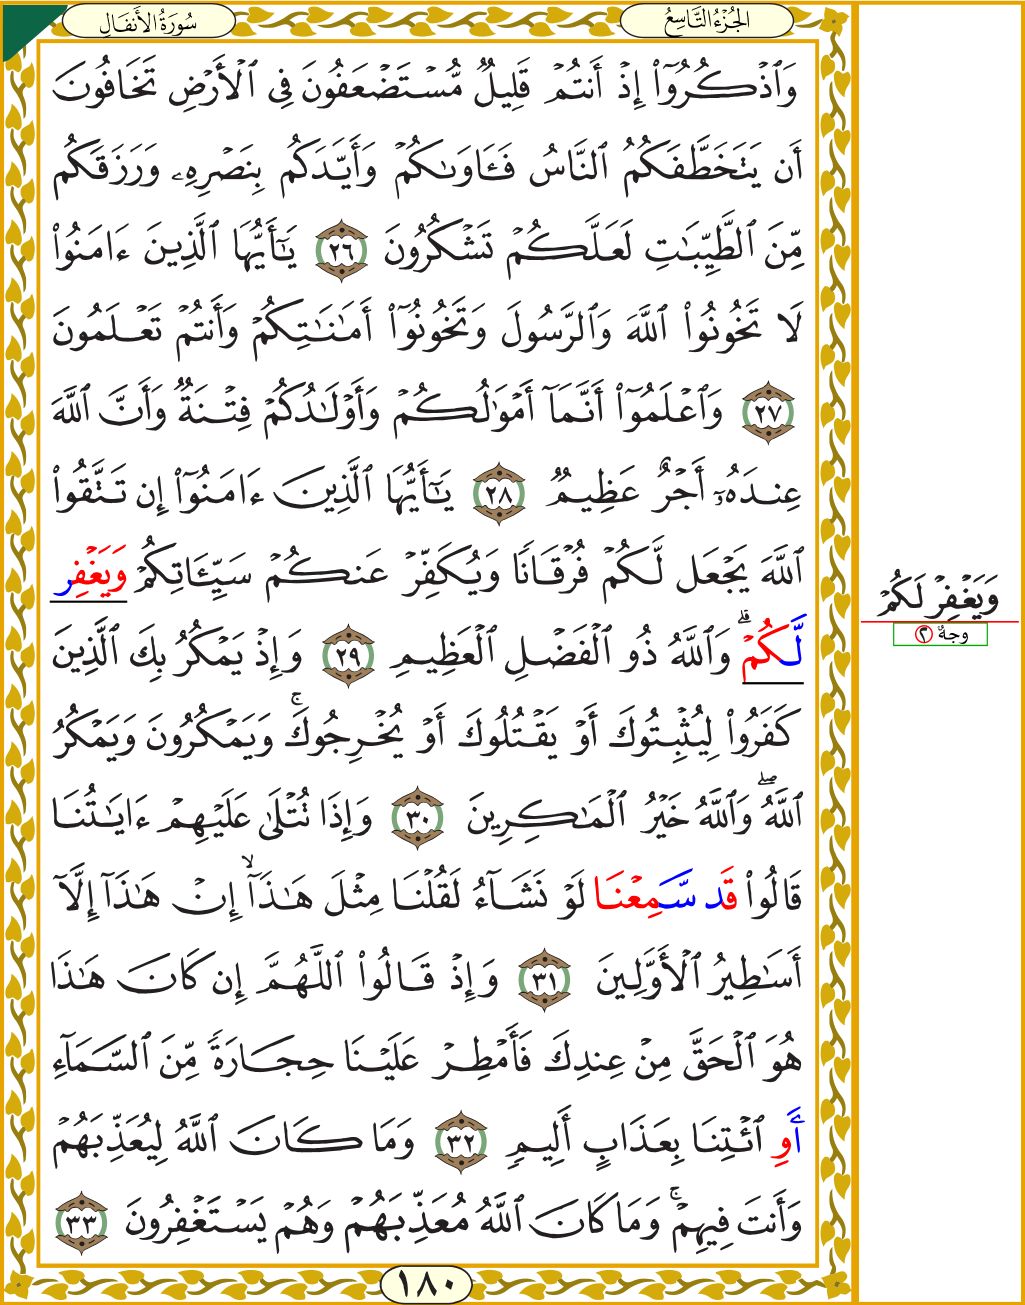 الجُزْءُ التَّاسِعُ
سُورَةُ الأَنفَالِ
وَٱذۡكُرُوٓاْ إِذۡ أَنتُمۡ قَلِيلٞ مُّسۡتَضۡعَفُونَ فِي ٱلۡأَرۡضِ تَخَافُونَ
أَن يَتَخَطَّفَكُمُ ٱلنَّاسُ فَـَٔاوَىٰكُمۡ وَأَيَّدَكُم بِنَصۡرِهِۦ وَرَزَقَكُم
مِّنَ ٱلطَّيِّبَٰتِ لَعَلَّكُمۡ تَشۡكُرُونَ ٢٦ يَٰٓأَيُّهَا ٱلَّذِينَ ءَامَنُواْ
لَا تَخُونُواْ ٱللَّهَ وَٱلرَّسُولَ وَتَخُونُوٓاْ أَمَٰنَٰتِكُمۡ وَأَنتُمۡ تَعۡلَمُونَ
٢٧ وَٱعۡلَمُوٓاْ أَنَّمَآ أَمۡوَٰلُكُمۡ وَأَوۡلَٰدُكُمۡ فِتۡنَةٞ وَأَنَّ ٱللَّهَ
عِندَهُۥٓ أَجۡرٌ عَظِيمٞ ٢٨ يَٰٓأَيُّهَا ٱلَّذِينَ ءَامَنُوٓاْ إِن تَتَّقُواْ
ٱللَّهَ يَجۡعَل لَّكُمۡ فُرۡقَانٗا وَيُكَفِّرۡ عَنكُمۡ سَيِّـَٔاتِكُمۡ وَيَغۡفِر
لَّكُمۡۗ وَٱللَّهُ ذُو ٱلۡفَضۡلِ ٱلۡعَظِيمِ ٢٩ وَإِذۡ يَمۡكُرُ بِكَ ٱلَّذِينَ
كَفَرُواْ لِيُثۡبِتُوكَ أَوۡ يَقۡتُلُوكَ أَوۡ يُخۡرِجُوكَۚ وَيَمۡكُرُونَ وَيَمۡكُرُ
ٱللَّهُۖ وَٱللَّهُ خَيۡرُ ٱلۡمَٰكِرِينَ ٣٠ وَإِذَا تُتۡلَىٰ عَلَيۡهِمۡ ءَايَٰتُنَا
قَالُواْ قَد سَّمِعۡنَا لَوۡ نَشَآءُ لَقُلۡنَا مِثۡلَ هَٰذَآۙ إِنۡ هَٰذَآ إِلَّآ
أَسَٰطِيرُ ٱلۡأَوَّلِينَ ٣١ وَإِذۡ قَالُواْ ٱللَّهُمَّ إِن كَانَ هَٰذَا
هُوَ ٱلۡحَقَّ مِنۡ عِندِكَ فَأَمۡطِرۡ عَلَيۡنَا حِجَارَةٗ مِّنَ ٱلسَّمَآءِ
أَوِ ٱئۡتِنَا بِعَذَابٍ أَلِيمٖ ٣٢ وَمَا كَانَ ٱللَّهُ لِيُعَذِّبَهُمۡ
وَأَنتَ فِيهِمۡۚ وَمَا كَانَ ٱللَّهُ مُعَذِّبَهُمۡ وَهُمۡ يَسۡتَغۡفِرُونَ ٣٣
١٨٠
وَيَغۡفِرۡ لَكُمۡ
وجهٌ ٢